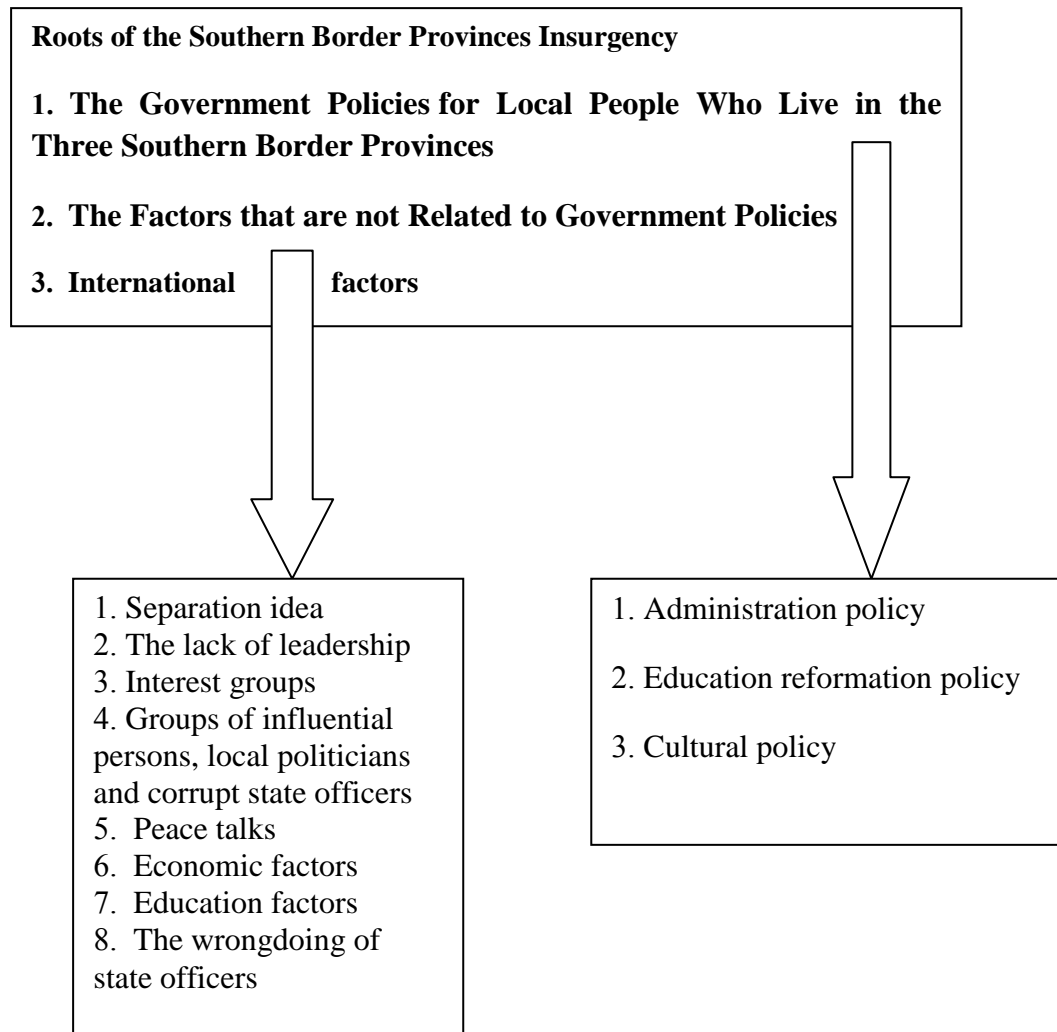 Roots of the Southern Border Provinces Insurgency
1. The Government Policies for Local People Who Live in the
Three Southern Border Provinces
2. The Factors that are not Related to Government Policies
3. International factors
1. Separation idea
2. The lack of leadership
3. Interest groups
4. Groups of influential
persons, local politicians
and corrupt state officers
5. Peace talks
6. Economic factors
7. Education factors
8. The wrongdoing of
state officers
1. Administration policy
2. Education reformation policy
3. Cultural policy